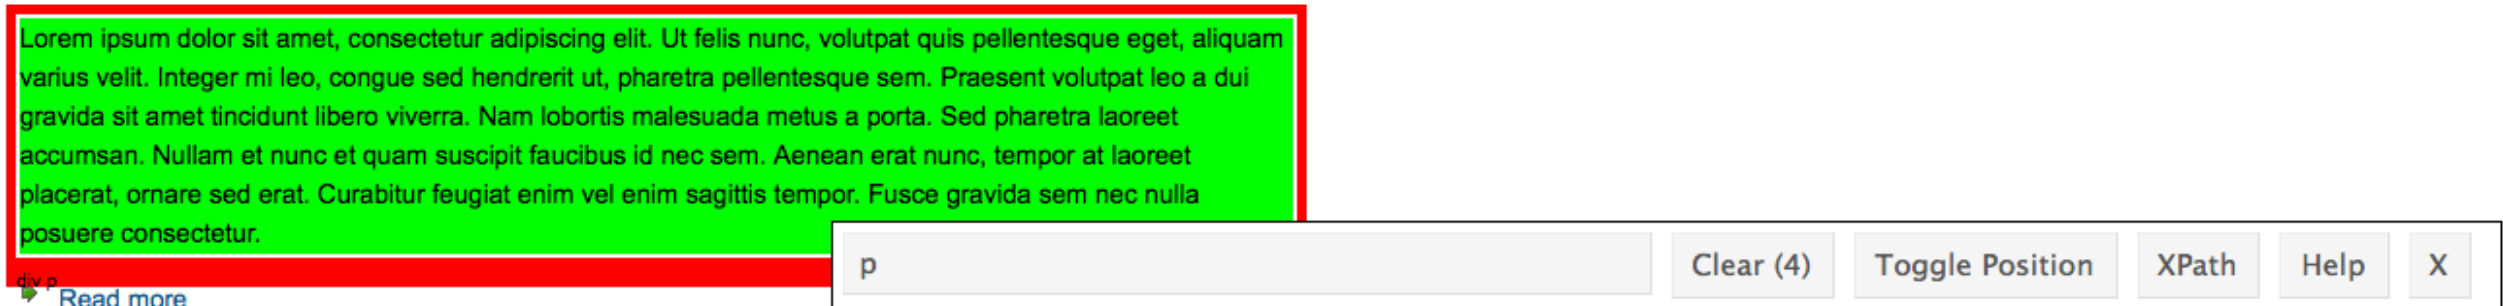 Lorem ipsum dolor sit amet, consectetur adipiscing elit. Ut felis nunc, volutpat quis pellentesque eget, aliquam
varius velit. Integer mi leo, congue sed hendrerit ut, pharetra pellentesque sem. Praesent volutpat leo a dui
gravida sit amet tincidunt libero viverra. Nam lobortis malesuada metus a porta. Sed pharetra laoreet
accumsan. Nullam et nunc et quam suscipit faucibus id nec sem. Aenean erat nunc, tempor at laoreet
placerat, ornare sed erat. Curabitur feugiat enim vel enim sagittis tempor. Fusce gravida sem nec nulla
posuere consectetur.
p Clear (4) Toggle Position XPath Help X
div p
Read more